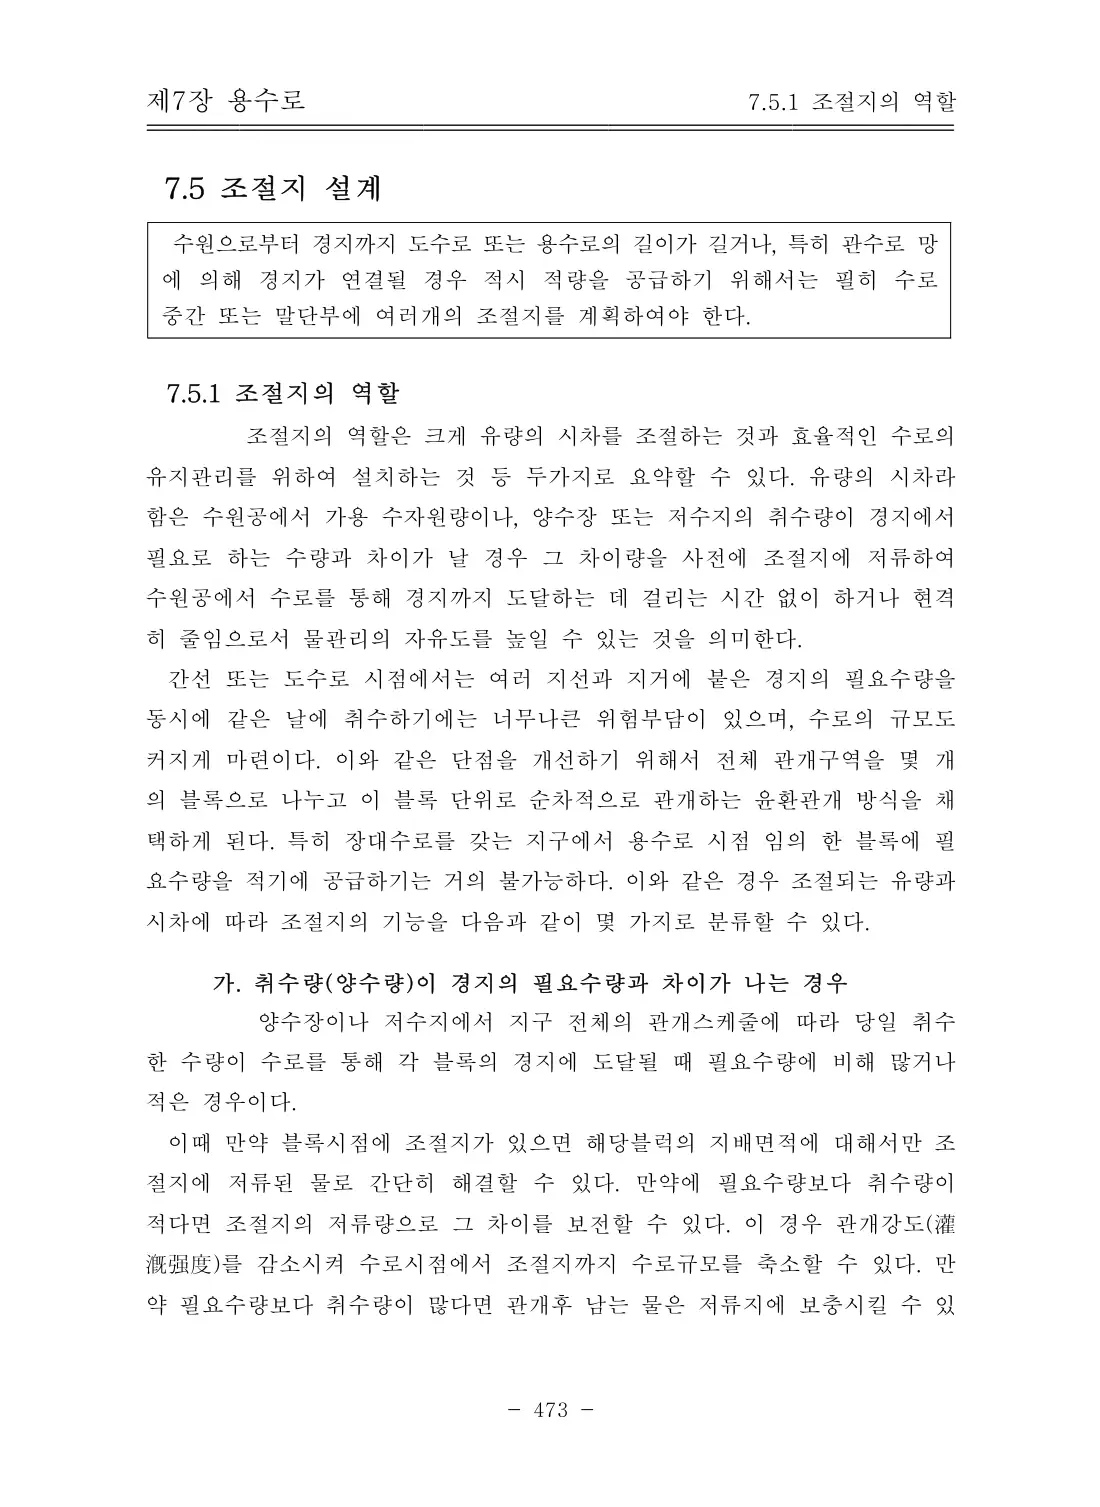 제7장 용수로
7.5.1 조절지의 역할
7.5 조절지 설계
수원으로부터 경지까지 도수로 또는 용수로의 길이가 길거나, 특히 관수로 망
에 의해 경지가 연결될 경우 적시 적량을 공급하기 위해서는 필히 수로
중간 또는 말단부에 여러개의 조절지를 계획하여야 한다.
7.5.1 조절지의 역할
조절지의 역할은 크게 유량의 시차를 조절하는 것과 효율적인 수로의
유지관리를 위하여 설치하는 것 등 두가지로 요약할 수 있다. 유량의 시차라
함은 수원공에서 가용 수자원량이나, 양수장 또는 저수지의 취수량이 경지에서
필요로 하는 수량과 차이가 날 경우 그 차이량을 사전에 조절지에 저류하여
수원공에서 수로를 통해 경지까지 도달하는 데 걸리는 시간 없이 하거나 현격
히 줄임으로서 물관리의 자유도를 높일 수 있는 것을 의미한다.
간선 또는 도수로 시점에서는 여러 지선과 지거에 붙은 경지의 필요수량을
동시에 같은 날에 취수하기에는 너무나큰 위험부담이 있으며, 수로의 규모도
커지게 마련이다. 이와 같은 단점을 개선하기 위해서 전체 관개구역을 몇 개
의 블록으로 나누고 이 블록 단위로 순차적으로 관개하는 윤환관개 방식을 채
택하게 된다. 특히 장대수로를 갖는 지구에서 용수로 시점 임의 한 블록에 필
요수량을 적기에 공급하기는 거의 불가능하다. 이와 같은 경우 조절되는 유량과
시차에 따라 조절지의 기능을 다음과 같이 몇 가지로 분류할 수 있다.
가. 취수량(양수량)이 경지의 필요수량과 차이가 나는 경우
양수장이나 저수지에서 지구 전체의 관개스케줄에 따라 당일 취수
한 수량이 수로를 통해 각 블록의 경지에 도달될 때 필요수량에 비해 많거나
적은 경우이다.
이때 만약 블록시점에 조절지가 있으면 해당블럭의 지배면적에 대해서만 조
절지에 저류된 물로 간단히 해결할 수 있다. 만약에 필요수량보다 취수량이
적다면 조절지의 저류량으로 그 차이를 보전할 수 있다. 이 경우 관개강도(灌
漑强度)를 감소시켜 수로시점에서 조절지까지 수로규모를 축소할 수 있다. 만
약 필요수량보다 취수량이 많다면 관개후 남는 물은 저류지에 보충시킬 수 있
- 473 -